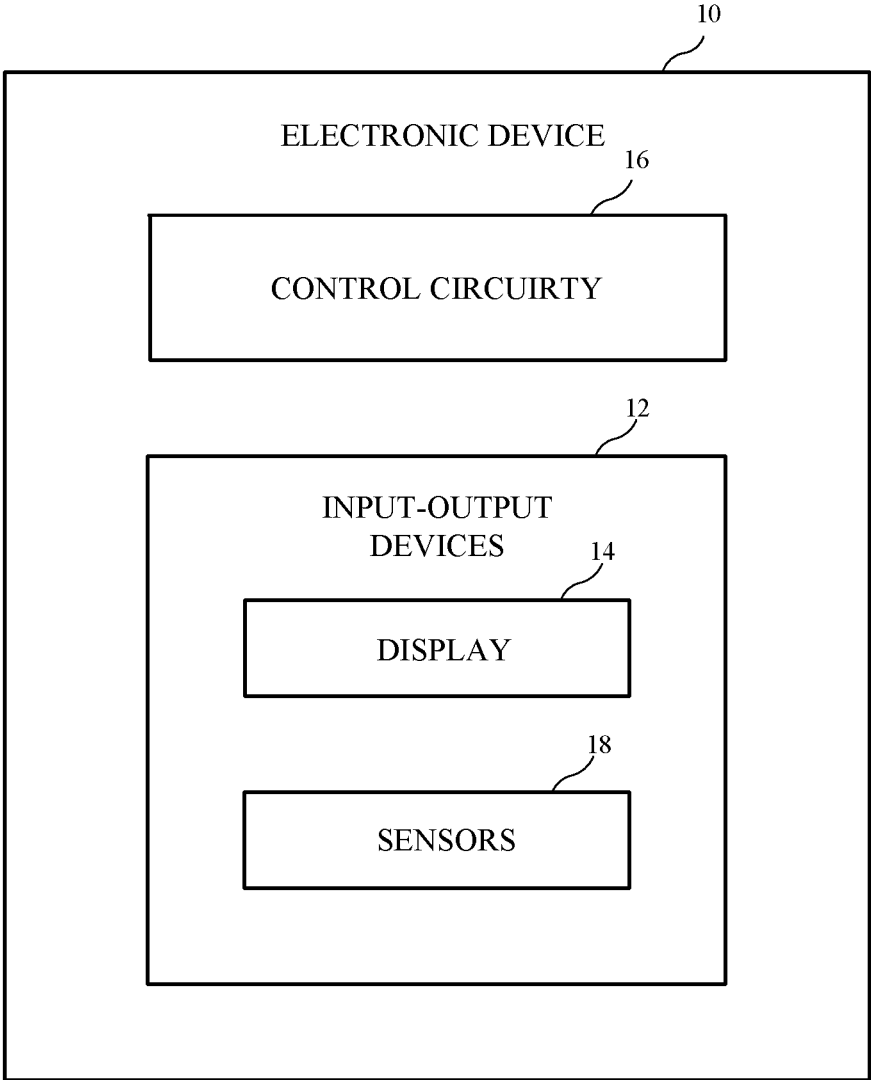 10
ELECTRONIC DEVICE
16
CONTROL CIRCUIRTY
12
INPUT-OUTPUT
DEVICES
14
DISPLAY
18
SENSORS